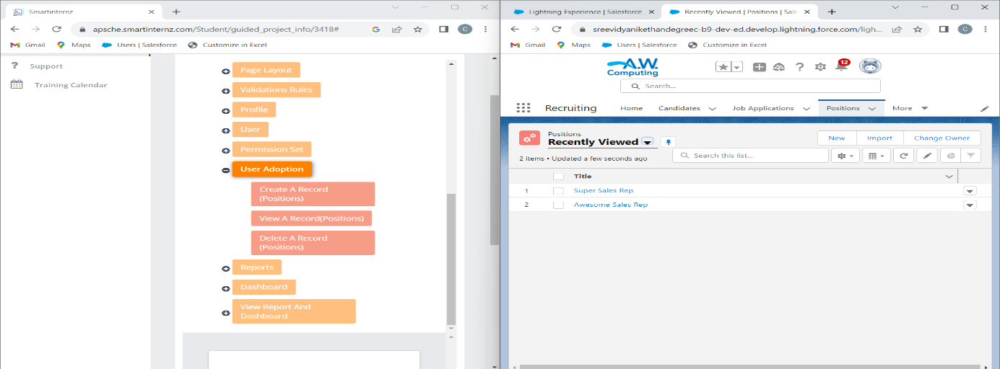 Smartinternz
apsche.smartinternz.com/Student/guided_project_info/3418#
C
Gmail
Maps
Users | Salesforce
Customize in Excel
Support
Training Calendar
Page Layout
Validations Rules
Profile
User
Permission Set
User Adoption
Create A Record
(Positions)
View A Record(Positions)
Delete A Record
(Positions)
Reports
Dashboard
View Report And
Dashboard
Lightning Experience | Salesforce
Recently Viewed | Positions | Sale
sreevidyanikethandegreec-b9-dev-ed.develop.lightning.force.com/ligh...
C
Gmail
Maps
Users | Salesforce
Customize in Excel
A.W.
Computing
12
Search...
Recruiting
Home
Candidates
Job Applications
Positions
More
Positions
Recently Viewed
New
Import
Change Owner
2 items • Updated a few seconds ago
Search this list...
Title
1
Super Sales Rep
2
Awesome Sales Rep